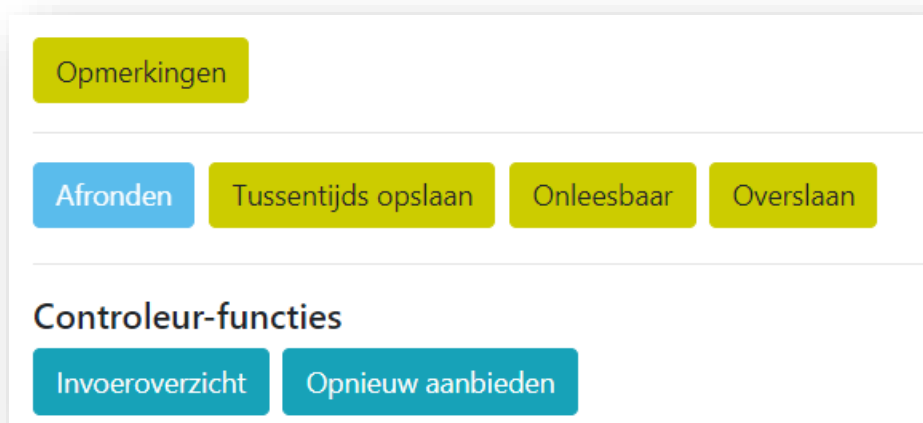 Opmerkingen
Afronden Tussentijds opslaan Onleesbaar Overslaan
Controleur-functies
Invoeroverzicht Opnieuw aanbieden